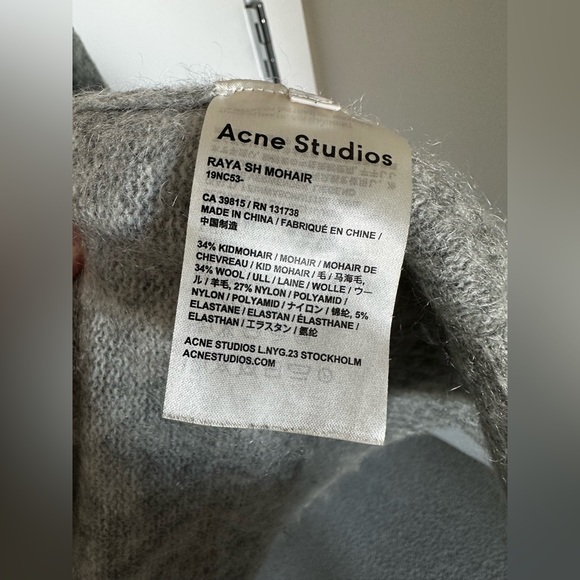 Acne Studios
RAYA SH MOHAIR
19NC53-
CA 39815 / RN 131738
MADE IN CHINA / FABRIQUÉ EN CHINE /
中国制造
34% KIDMOHAIR / MOHAIR / MOHAIR DE
CHEVREAU / KID MOHAIR / 毛 / 马海毛,
34% WOOL / ULL / LAINE / WOLLE / ウー
ル / 羊毛, 27% NYLON / POLYAMID /
NYLON / POLYAMID / ナイロン / 锦纶, 5%
ELASTANE / ELASTAN / ÉLASTHANE /
ELASTHAN / エラスタン / 氨纶
ACNE STUDIOS L.NYG.23 STOCKHOLM
ACNESTUDIOS.COM